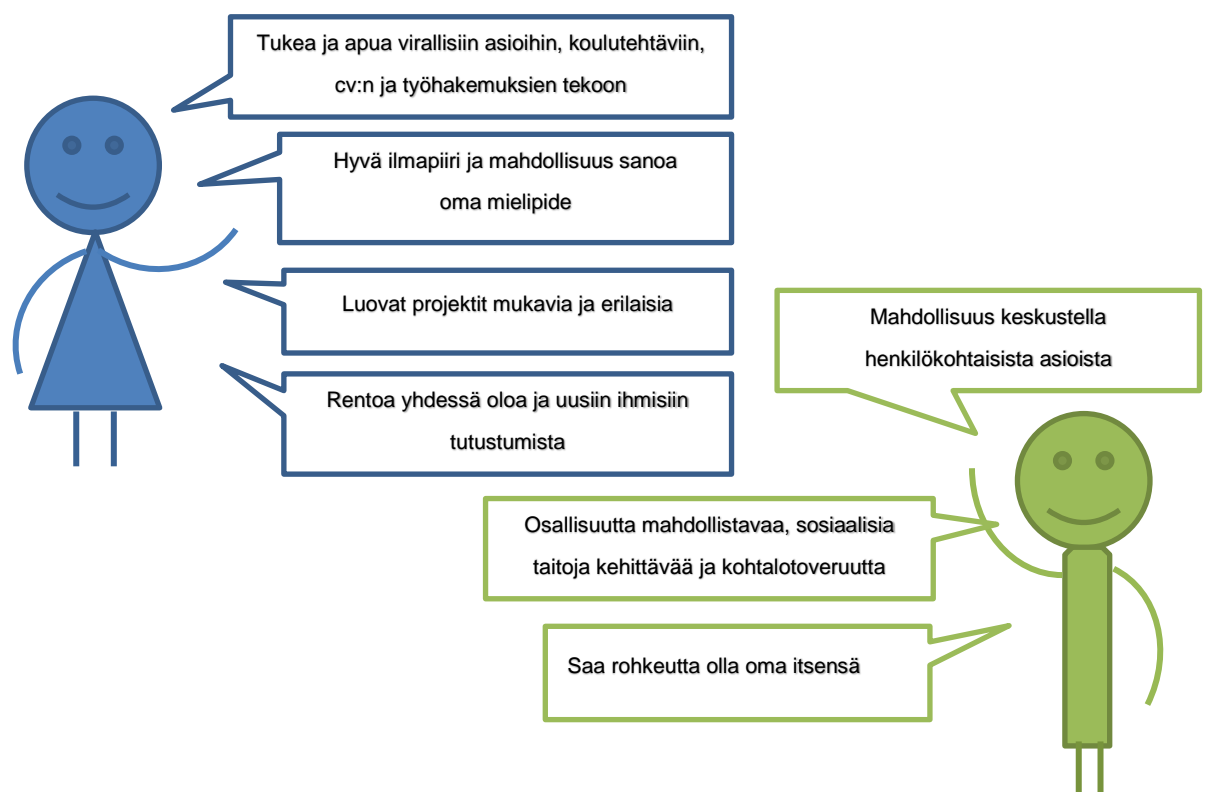 Tukea ja apua virallisiin asioihin, koulutehtäviin,
cv:n ja työhakemuksien tekoon
Hyvä ilmapiiri ja mahdollisuus sanoa
oma mielipide
Luovat projektit mukavia ja erilaisia
Rentoa yhdessä oloa ja uusiin ihmisiin
tutustumista
Mahdollisuus keskustella
henkilökohtaisista asioista
Osallisuutta mahdollistavaa, sosiaalisia
taitoja kehittävää ja kohtalotoveruutta
Saa rohkeutta olla oma itsensä